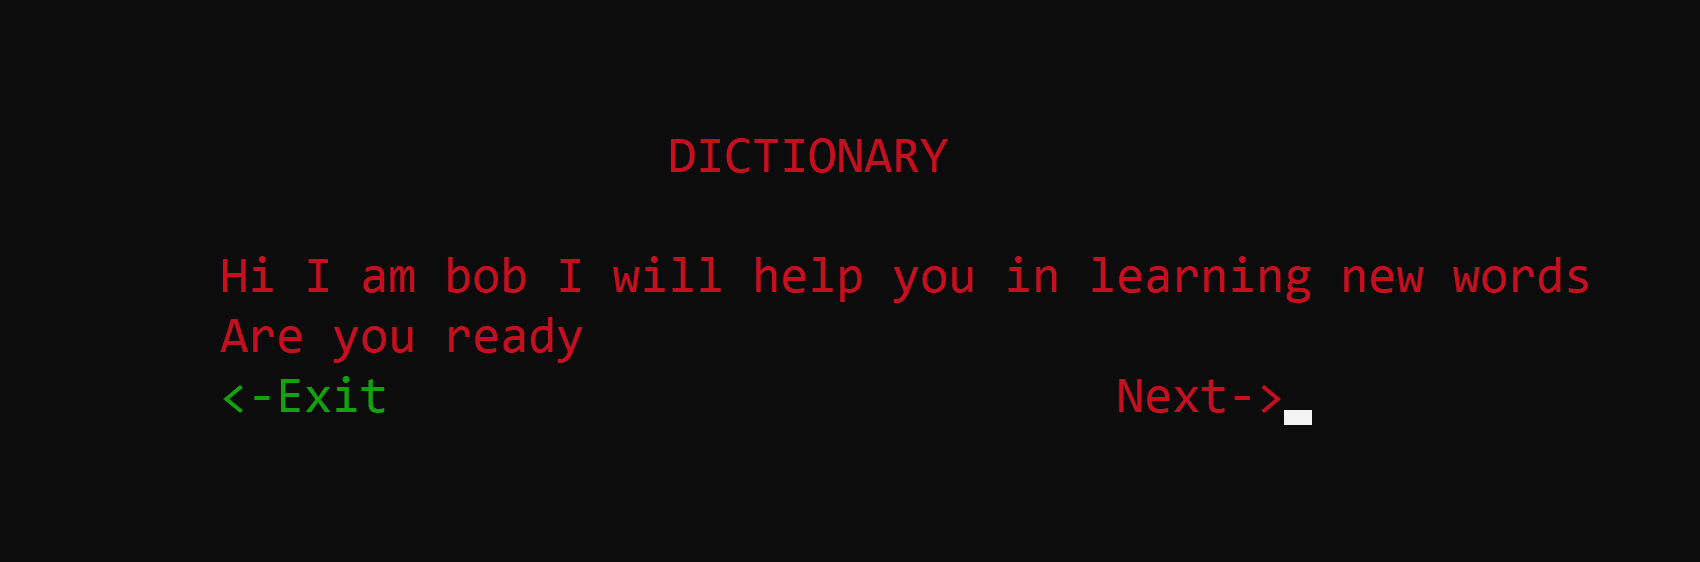 DICTIONARY
Hi I am bob I will help you in learning new words
Are you ready
<-Exit Next->